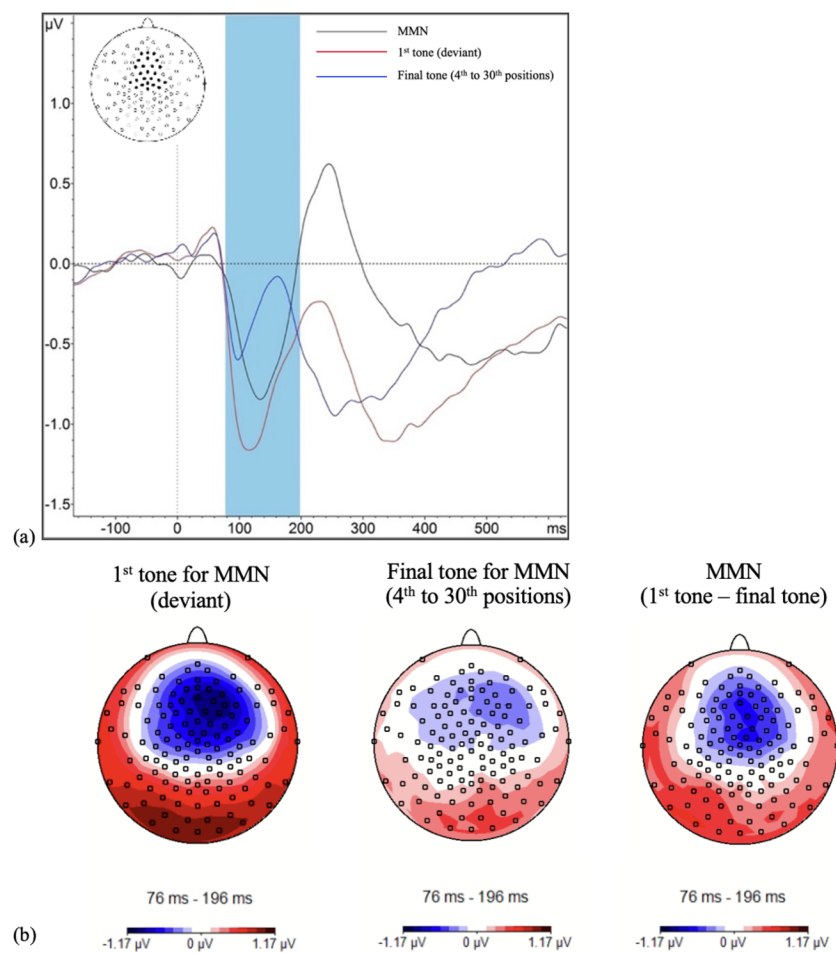 µV
MMN
1st tone (deviant)
Final tone (4th to 30th positions)
1.0
0.5
0.0
-0.5
-1.0
-1.5
-100 0 100 200 300 400 500 ms
(a)
1st tone for MMN
(deviant)
Final tone for MMN
(4th to 30th positions)
MMN
(1st tone – final tone)
76 ms - 196 ms
76 ms - 196 ms
76 ms - 196 ms
(b)
-1.17 µV 0 µV 1.17 µV
-1.17 µV 0 µV 1.17 µV
-1.17 µV 0 µV 1.17 µV